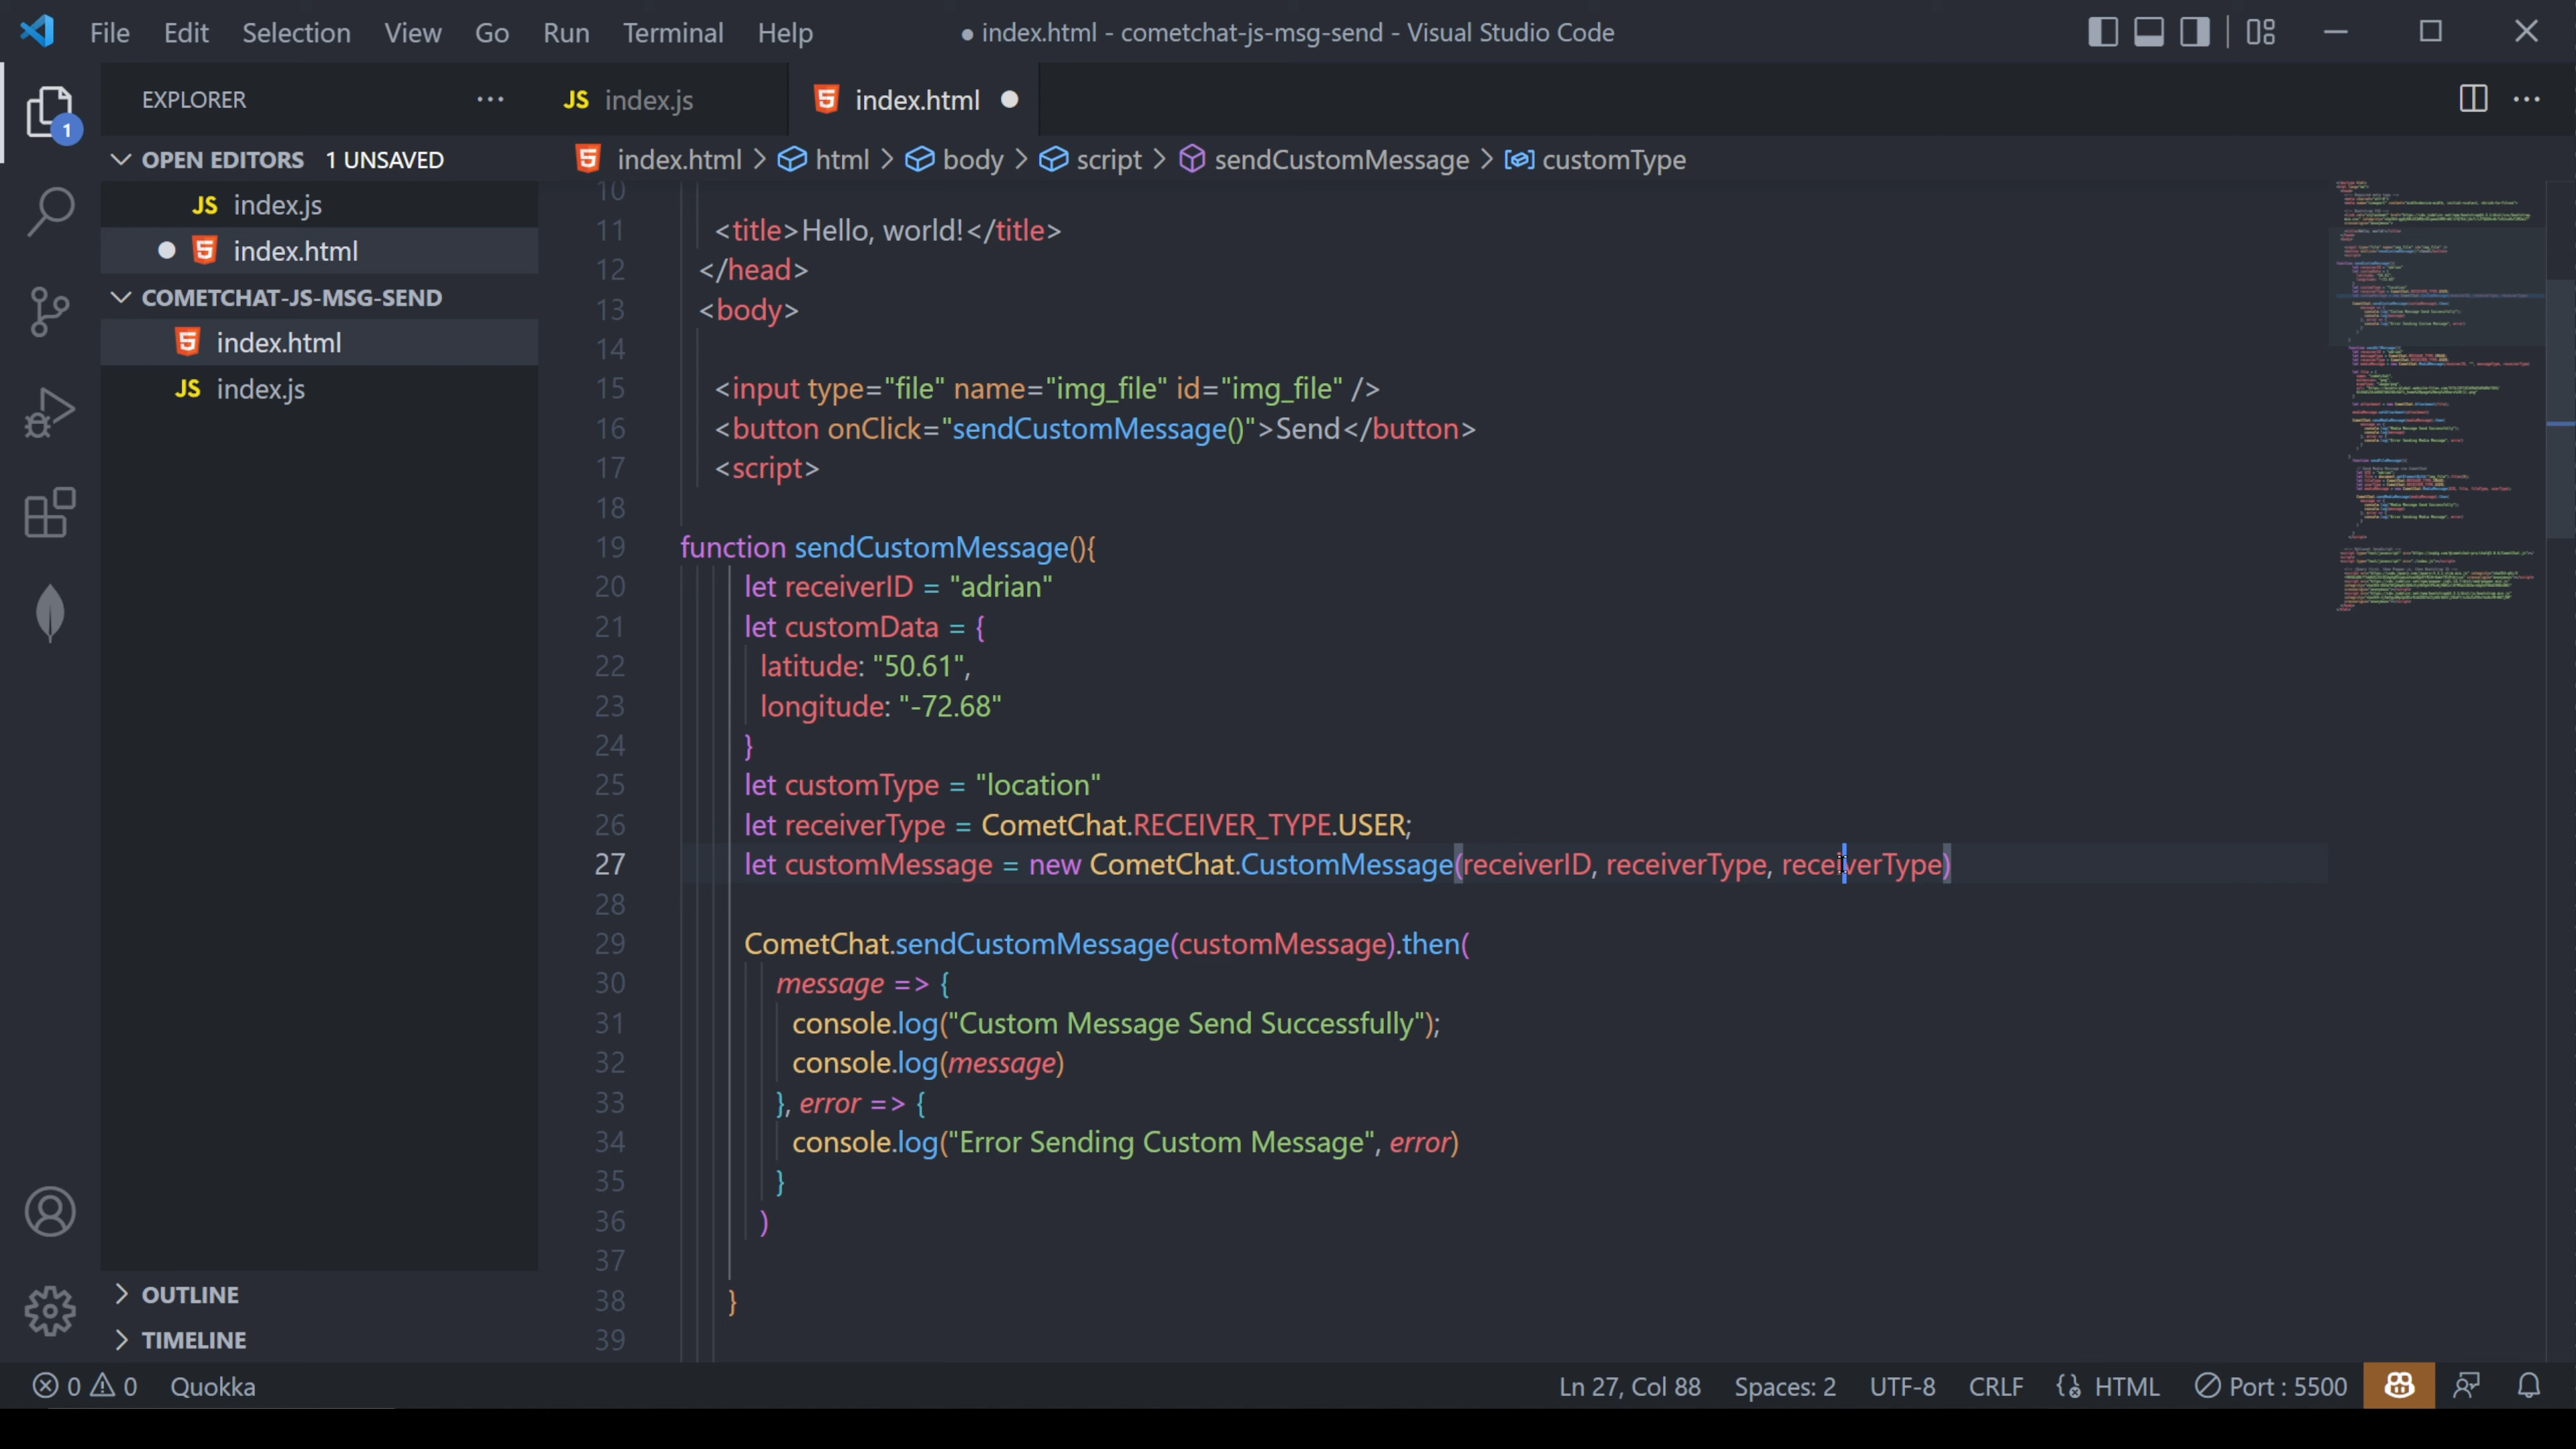 File Edit Selection View Go Run Terminal Help
● index.html - cometchat-js-msg-send - Visual Studio Code
EXPLORER
1
OPEN EDITORS 1 UNSAVED
JS index.js
index.html
COMETCHAT-JS-MSG-SEND
index.html
JS index.js
OUTLINE
TIMELINE
JS index.js
index.html
index.html > html > body > script > sendCustomMessage > customType
10
11 <title>Hello, world!</title>
12 </head>
13 <body>
14
15 <input type="file" name="img_file" id="img_file" />
16 <button onClick="sendCustomMessage()">Send</button>
17 <script>
18
19 function sendCustomMessage(){
20 let receiverID = "adrian"
21 let customData = {
22 latitude: "50.61",
23 longitude: "-72.68"
24 }
25 let customType = "location"
26 let receiverType = CometChat.RECEIVER_TYPE.USER;
27 let customMessage = new CometChat.CustomMessage(receiverID, receiverType, receiverType)
28
29 CometChat.sendCustomMessage(customMessage).then(
30 message => {
31 console.log("Custom Message Send Successfully");
32 console.log(message)
33 }, error => {
34 console.log("Error Sending Custom Message", error)
35 }
36 )
37
38 }
39
0 0 Quokka
Ln 27, Col 88 Spaces: 2 UTF-8 CRLF HTML Port : 5500